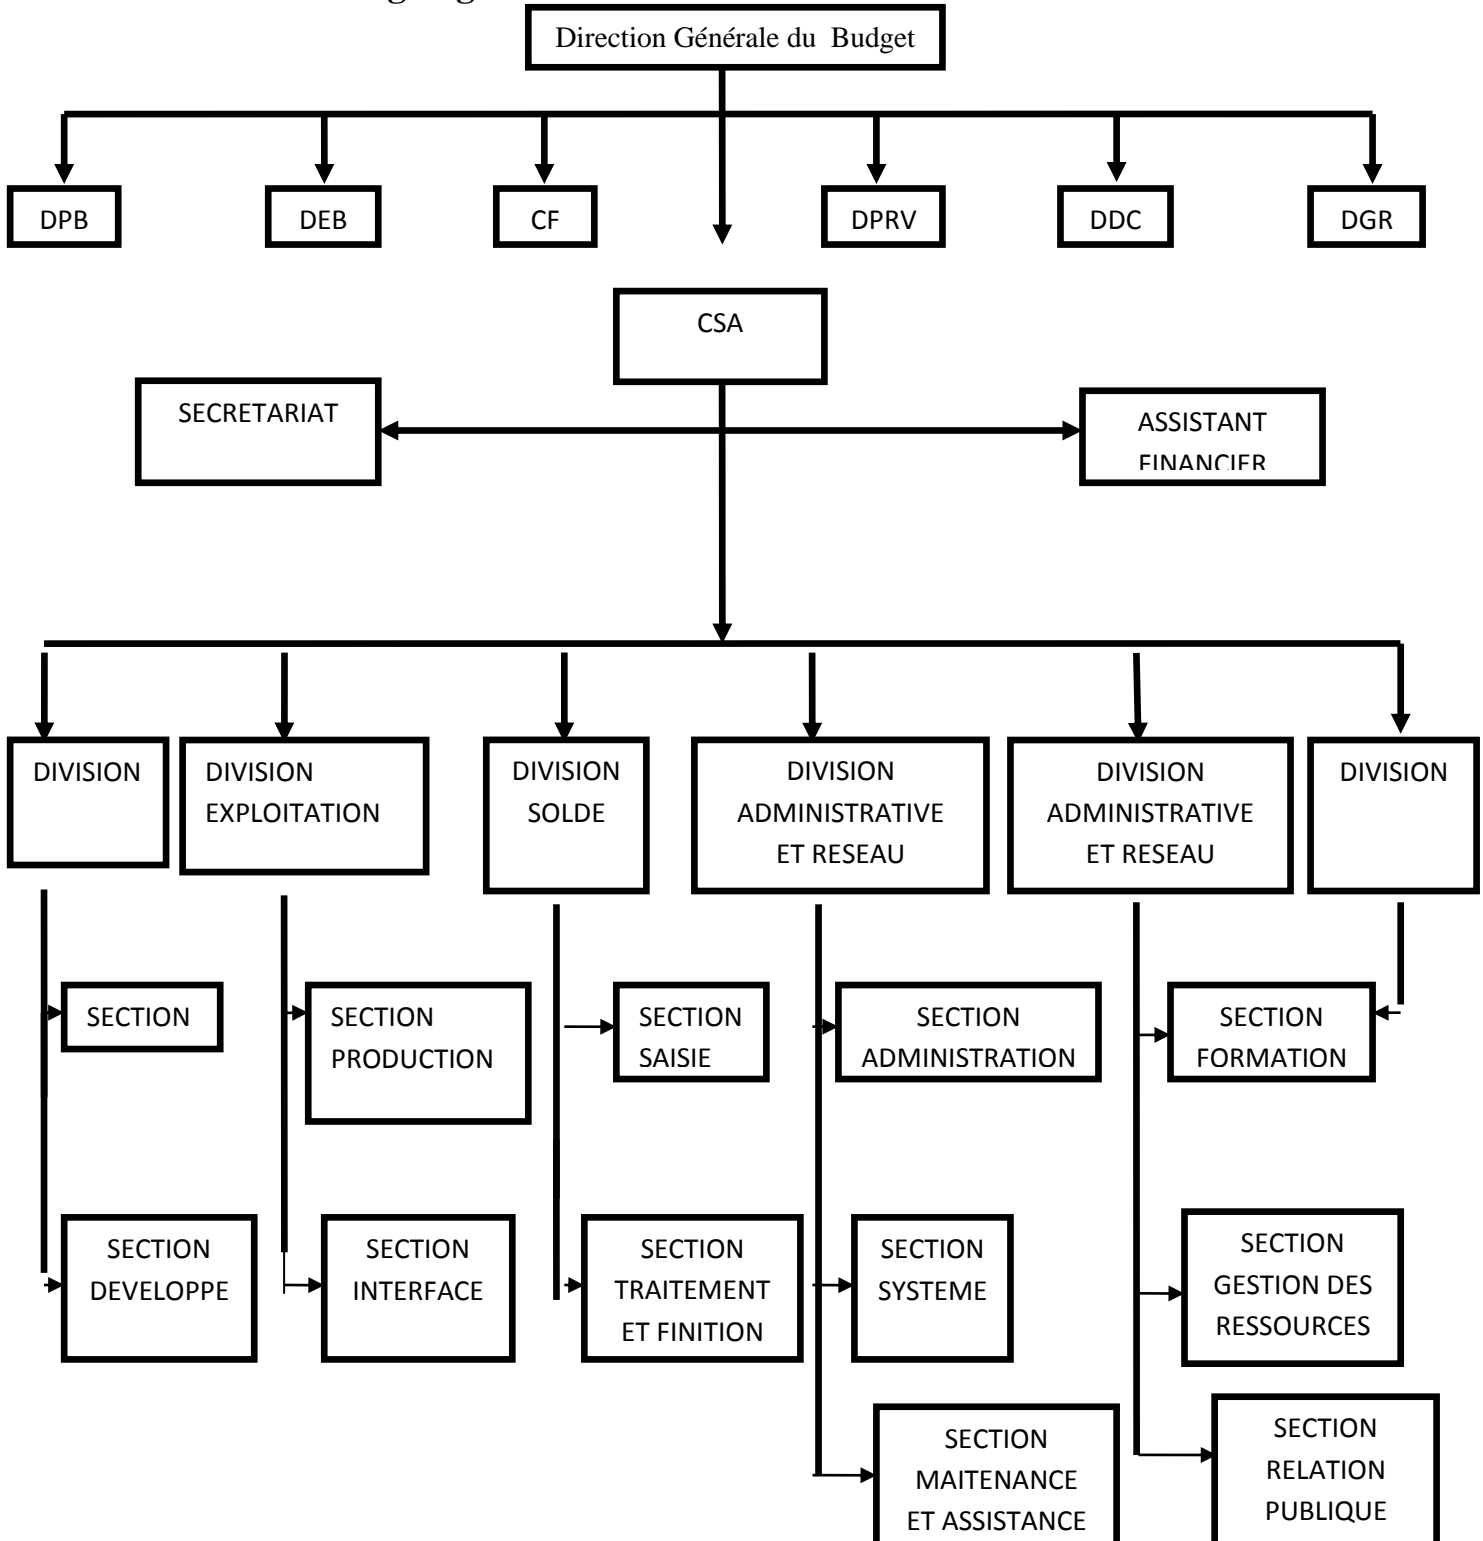 Direction Générale du Budget
DPB
DEB
CF
DPRV
DDC
DGR
CSA
SECRETARIAT
ASSISTANT
FINANCIER
DIVISION
DIVISION
EXPLOITATION
DIVISION
SOLDE
DIVISION
ADMINISTRATIVE
ET RESEAU
DIVISION
ADMINISTRATIVE
ET RESEAU
DIVISION
SECTION
SECTION
PRODUCTION
SECTION
SAISIE
SECTION
ADMINISTRATION
SECTION
FORMATION
SECTION
DEVELOPPE
SECTION
INTERFACE
SECTION
TRAITEMENT
ET FINITION
SECTION
SYSTEME
SECTION
GESTION DES
RESSOURCES
SECTION
MAITENANCE
ET ASSISTANCE
SECTION
RELATION
PUBLIQUE